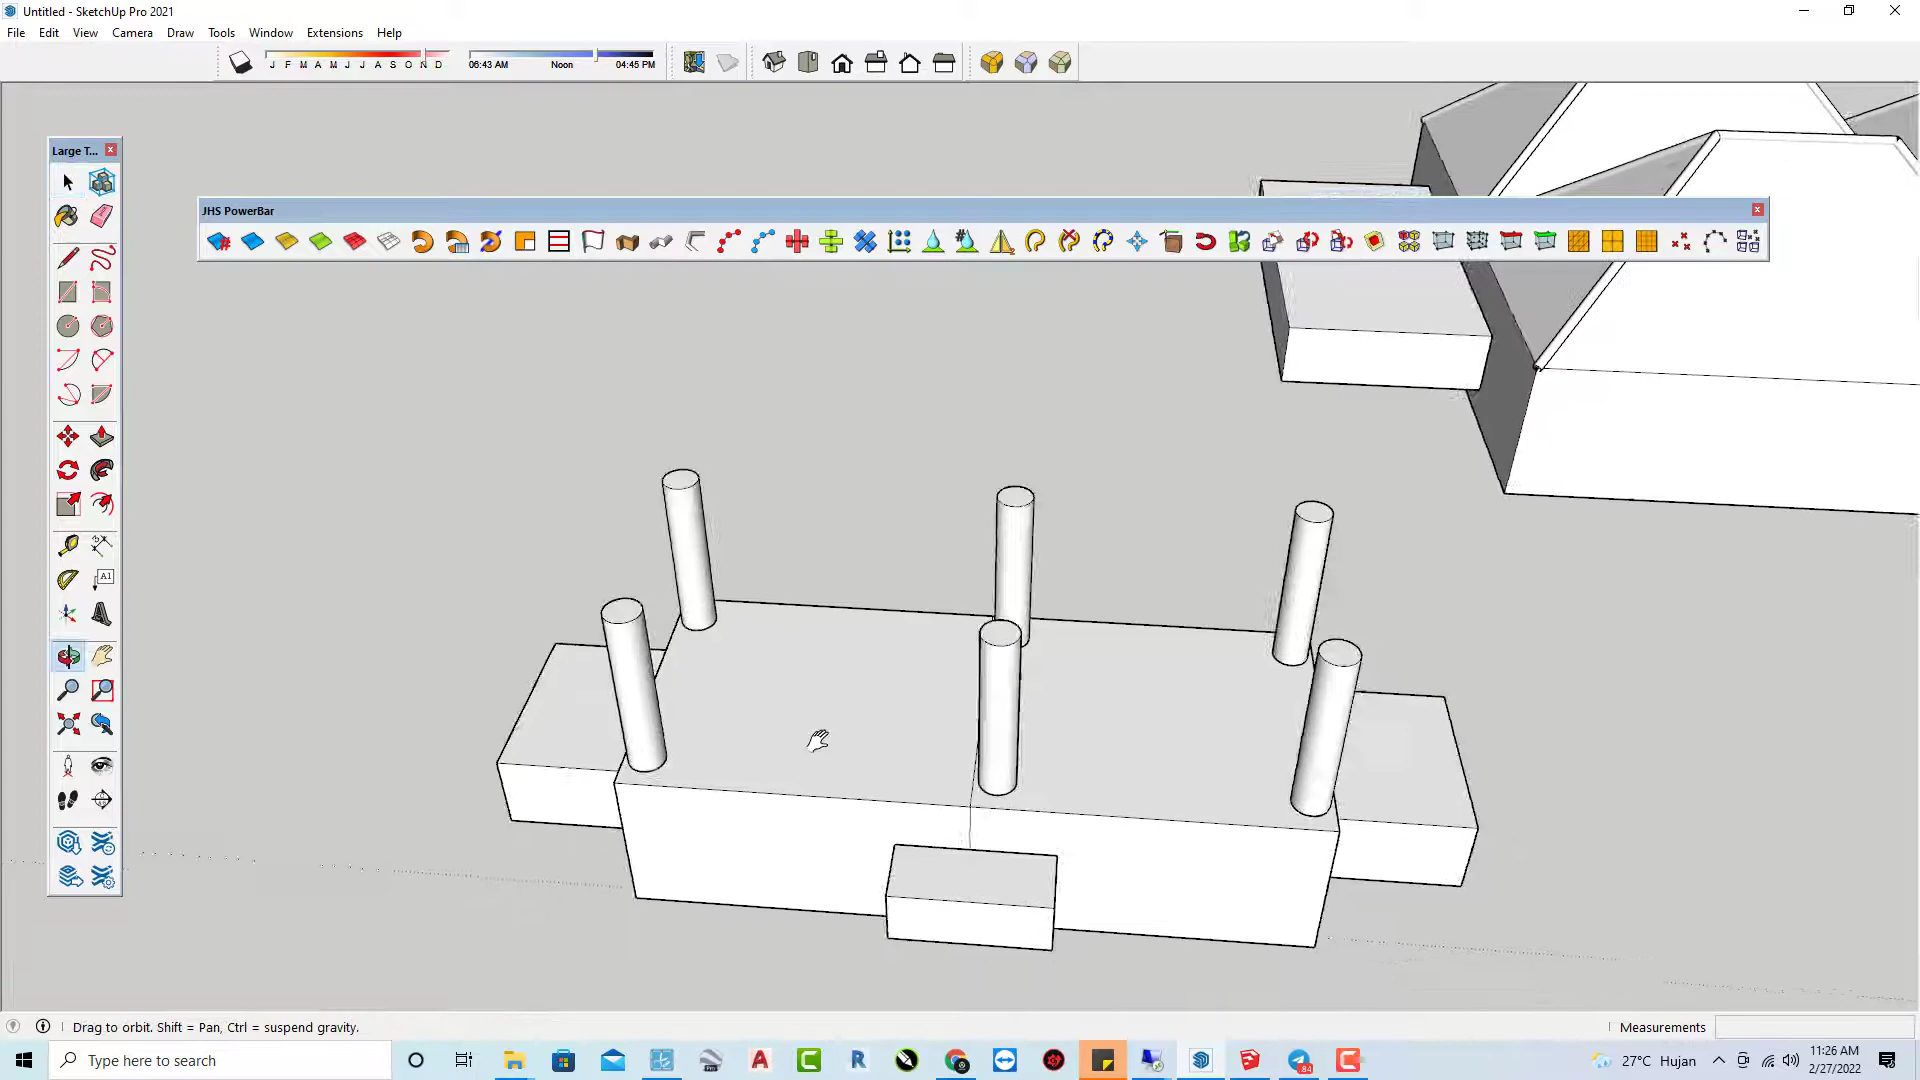 Untitled - SketchUp Pro 2021
File Edit View Camera Draw Tools Window Extensions Help
J F M A M J J A S O N D
06:43 AM Noon 04:45 PM
Large T...
JHS PowerBar
A1
Drag to orbit. Shift = Pan, Ctrl = suspend gravity.
Measurements
Type here to search
27°C Hujan
11:26 AM
2/27/2022